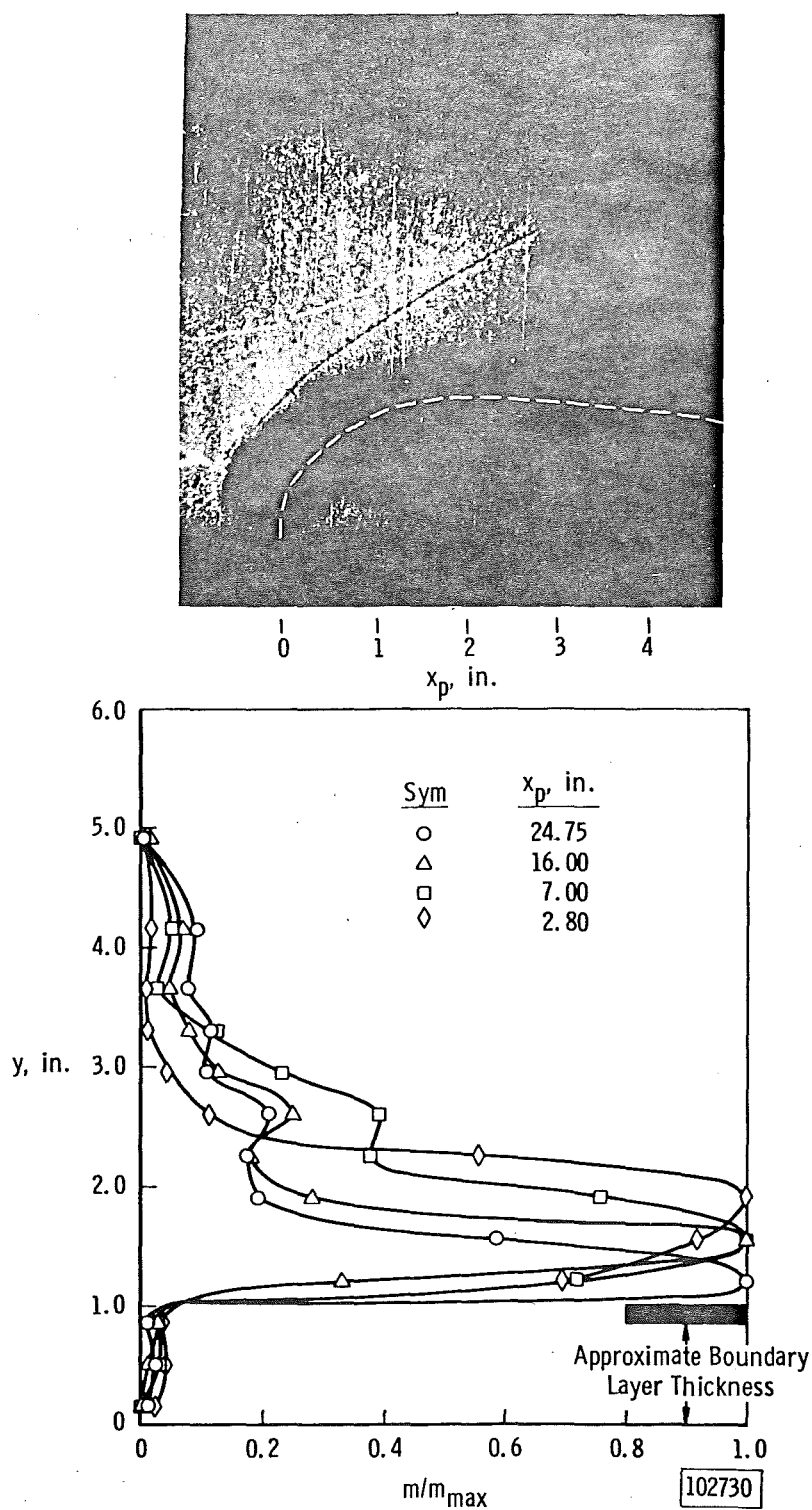 0 1 2 3 4
x_p, in.
6.0
Sym x_p, in.
○ 24.75
△ 16.00
□ 7.00
◇ 2.80
5.0
4.0
y, in. 3.0
2.0
1.0
Approximate Boundary
Layer Thickness
0
0 0.2 0.4 0.6 0.8 1.0
m/m_max
102730